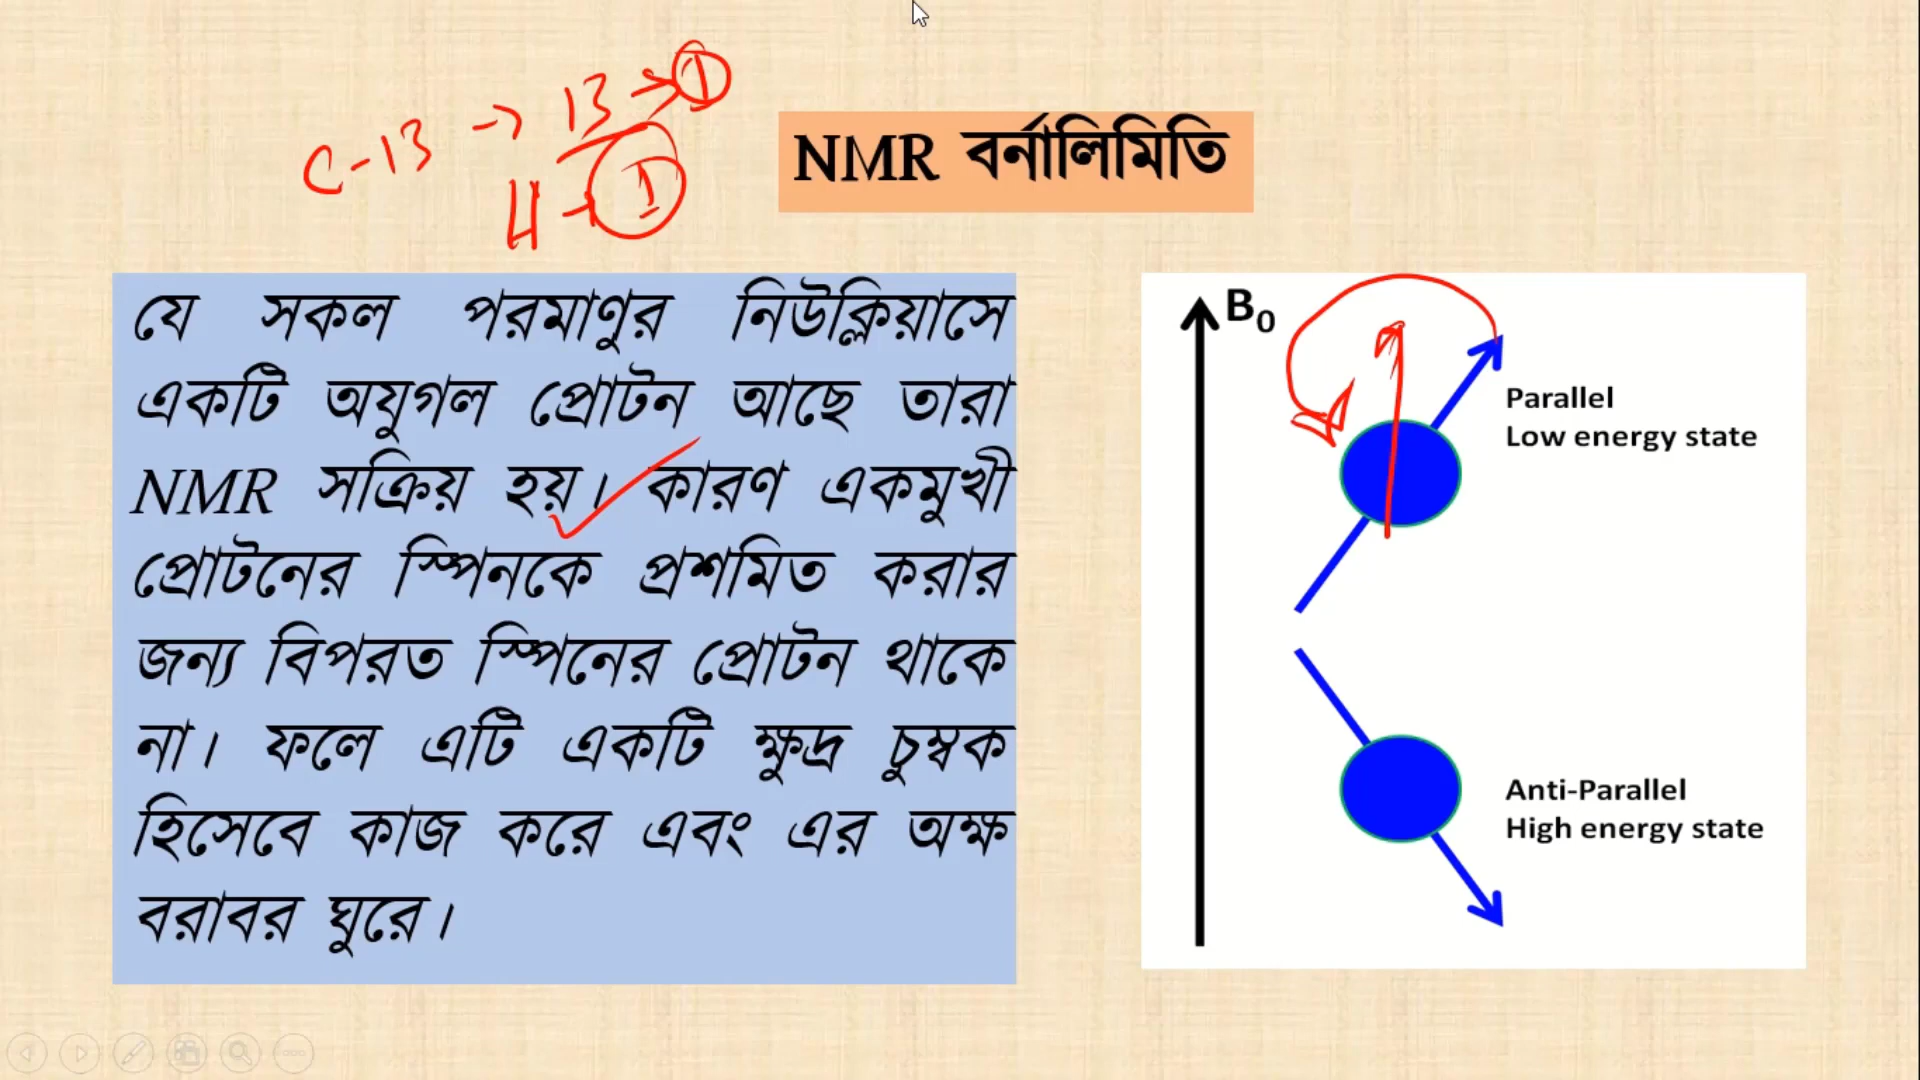 C-13 → 13 → 1
H → 1
NMR বর্নালিমিতি
যে সকল পরমাণুর নিউক্লিয়াসে
একটি অযুগল প্রোটন আছে তারা
NMR সক্রিয় হয়। কারণ একমুখী
প্রোটনের স্পিনকে প্রশমিত করার
জন্য বিপরত স্পিনের প্রোটন থাকে
না। ফলে এটি একটি ক্ষুদ্র চুম্বক
হিসেবে কাজ করে এবং এর অক্ষ
বরাবর ঘুরে।
B₀
Parallel
Low energy state
Anti-Parallel
High energy state